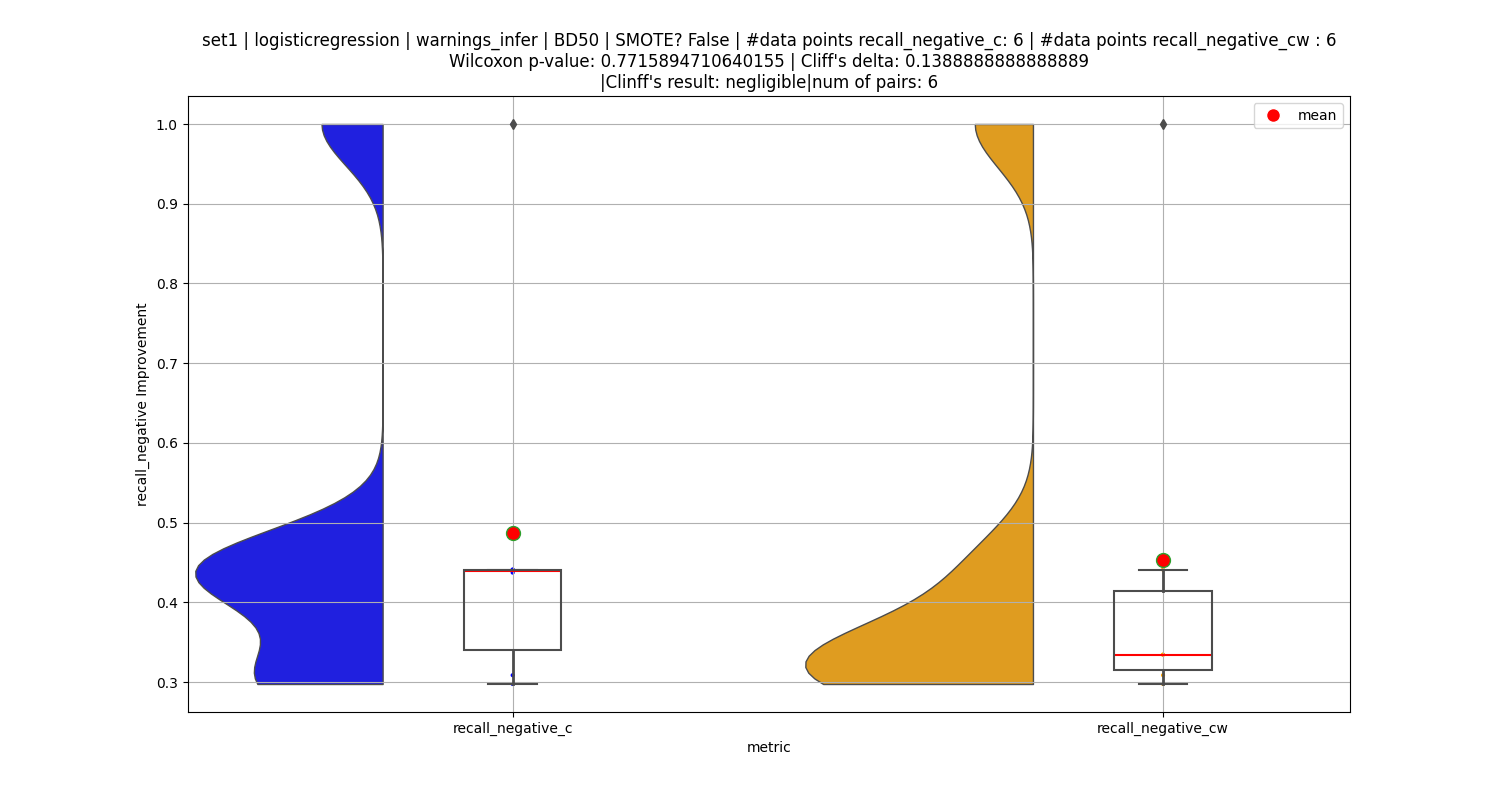 set1 | logisticregression | warnings_infer | BD50 | SMOTE? False | #data points recall_negative_c: 6 | #data points recall_negative_cw : 6
Wilcoxon p-value: 0.7715894710640155 | Cliff's delta: 0.1388888888888889
|Clinff's result: negligible|num of pairs: 6
mean
1.0
0.9
0.8
0.7
0.6
0.5
0.4
0.3
recall_negative Improvement
recall_negative_c
recall_negative_cw
metric